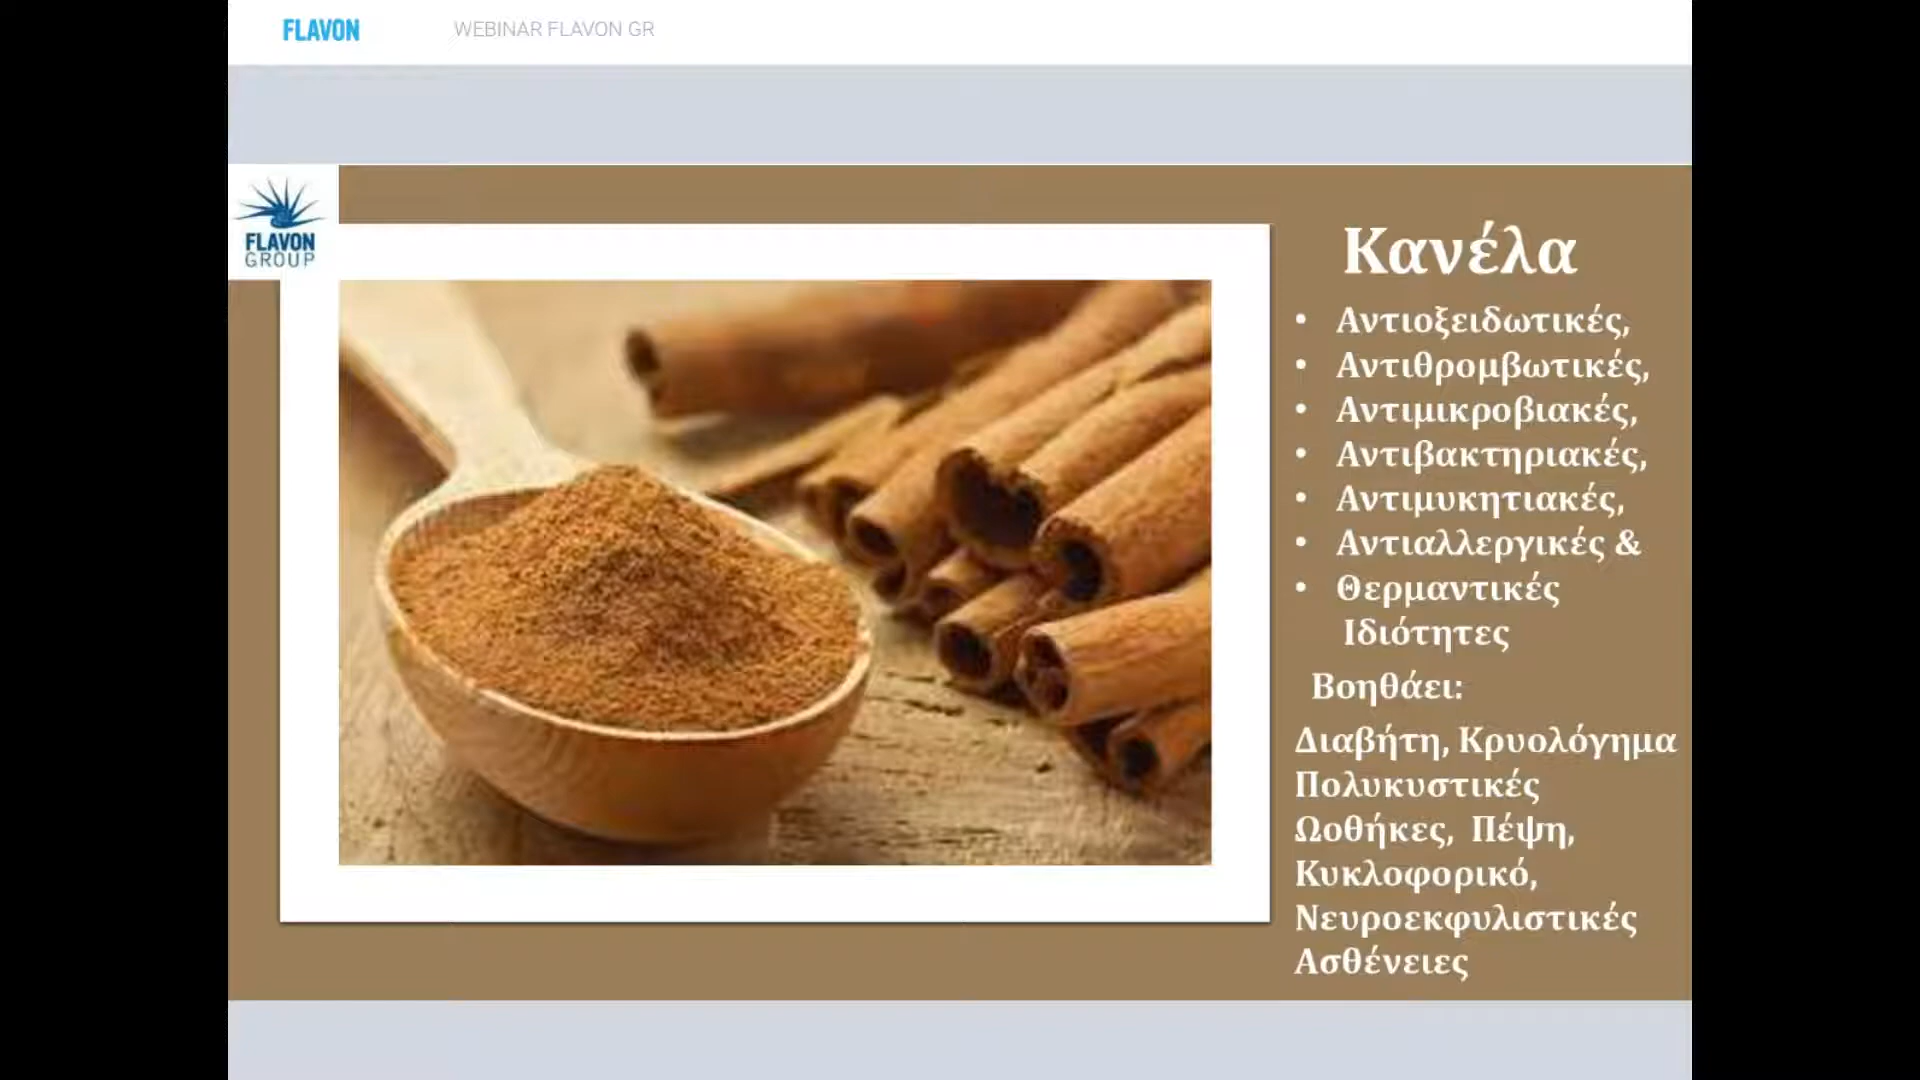 FLAVON
WEBINAR FLAVON GR
FLAVON
GROUP
Κανέλα
• Αντιοξειδωτικές,
• Αντιθρομβωτικές,
• Αντιμικροβιακές,
• Αντιβακτηριακές,
• Αντιμυκητιακές,
• Αντιαλλεργικές &
• Θερμαντικές
Ιδιότητες
Βοηθάει:
Διαβήτη, Κρυολόγημα
Πολυκυστικές
Ωοθήκες, Πέψη,
Κυκλοφορικό,
Νευροεκφυλιστικές
Ασθένειες